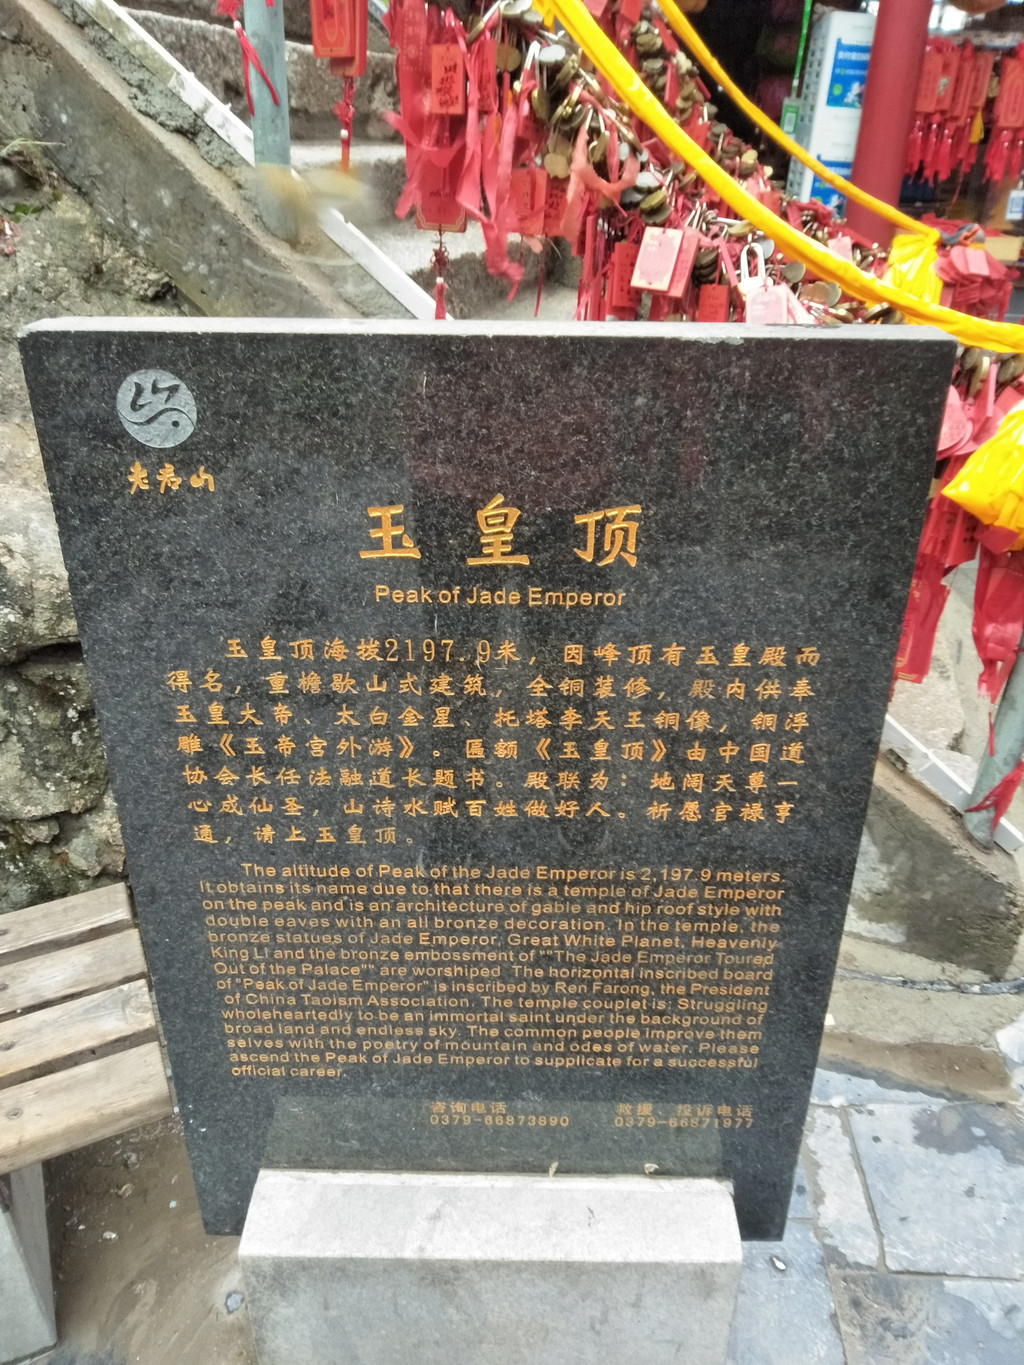 老君山
玉皇顶
Peak of Jade Emperor
玉皇顶海拔2197.9米，因峰顶有玉皇殿而
得名，重檐歇山式建筑，全铜装修，殿内供奉
玉皇大帝、太白金星、托塔李天王铜像，铜浮
雕《玉帝宫外游》。匾额《玉皇顶》由中国道
协会长任法融道长题书。殿联为：地阔天尊一
心成仙圣，山诗水赋百姓做好人。祈愿官禄亨
通，请上玉皇顶。
The altitude of Peak of the Jade Emperor is 2,197.9 meters.
It obtains its name due to that there is a temple of Jade Emperor
on the peak and is an architecture of gable and hip roof style with
double eaves with an all bronze decoration. In the temple, the
bronze statues of Jade Emperor, Great White Planet, Heavenly
King LI and the bronze embossment of ""The Jade Emperor Toured
Out of the Palace"" are worshiped. The horizontal inscribed board
of "Peak of Jade Emperor" is inscribed by Ren Farong, the President
of China Taoism Association. The temple couplet is: Struggling
wholeheartedly to be an immortal saint under the background of
broad land and endless sky. The common people improve them
selves with the poetry of mountain and odes of water. Please
ascend the Peak of Jade Emperor to supplicate for a successful
official career.
咨询电话 救援、投诉电话
0379-66873890 0379-66871977